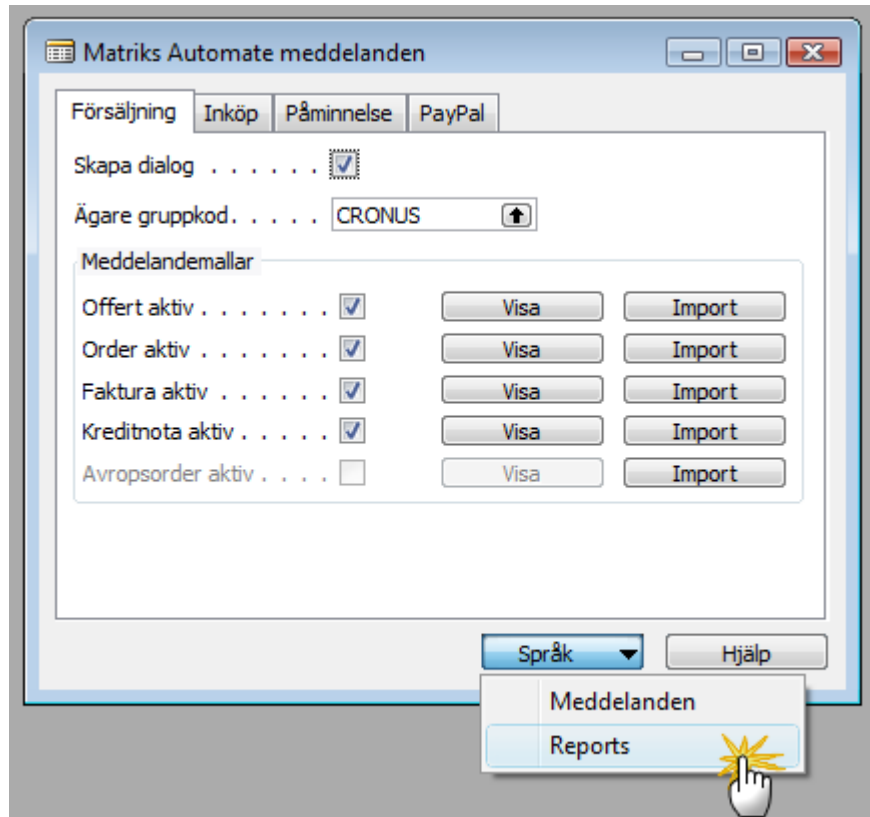 Matriks Automate meddelanden
Försäljning Inköp Påminnelse PayPal
Skapa dialog . . . . . .
Ägare gruppkod. . . . . CRONUS
Meddelandemallar
Offert aktiv . . . . . . . Visa Import
Order aktiv . . . . . . . Visa Import
Faktura aktiv . . . . . . Visa Import
Kreditnota aktiv . . . . . Visa Import
Avropsorder aktiv . . . . Visa Import
Språk Hjälp
Meddelanden
Reports